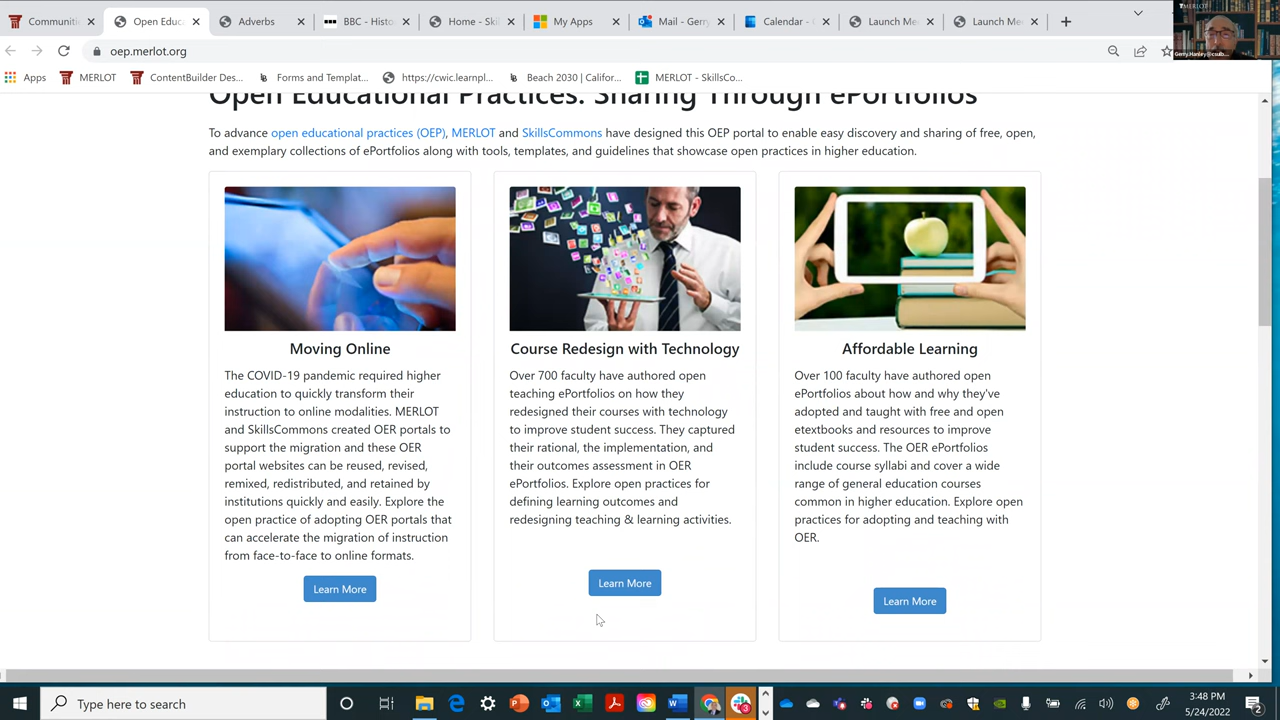 Communiti
Open Educ
Adverbs
BBC - Histo
Home - Skil
My Apps
Mail - Gerry
Calendar -
Launch Me
Launch Me
MERLOT
Gerry.Hanley@csulb....
oep.merlot.org
Apps
MERLOT
ContentBuilder Des...
Forms and Templat...
https://cwic.learnpl...
Beach 2030 | Califor...
MERLOT - SkillsCo...
Open Educational Practices: Sharing Through ePortfolios
To advance open educational practices (OEP), MERLOT and SkillsCommons have designed this OEP portal to enable easy discovery and sharing of free, open,
and exemplary collections of ePortfolios along with tools, templates, and guidelines that showcase open practices in higher education.
Moving Online
The COVID-19 pandemic required higher
education to quickly transform their
instruction to online modalities. MERLOT
and SkillsCommons created OER portals to
support the migration and these OER
portal websites can be reused, revised,
remixed, redistributed, and retained by
institutions quickly and easily. Explore the
open practice of adopting OER portals that
can accelerate the migration of instruction
from face-to-face to online formats.
Learn More
Course Redesign with Technology
Over 700 faculty have authored open
teaching ePortfolios on how they
redesigned their courses with technology
to improve student success. They captured
their rational, the implementation, and
their outcomes assessment in OER
ePortfolios. Explore open practices for
defining learning outcomes and
redesigning teaching & learning activities.
Learn More
Affordable Learning
Over 100 faculty have authored open
ePortfolios about how and why they've
adopted and taught with free and open
etextbooks and resources to improve
student success. The OER ePortfolios
include course syllabi and cover a wide
range of general education courses
common in higher education. Explore open
practices for adopting and teaching with
OER.
Learn More
Type here to search
3:48 PM
5/24/2022